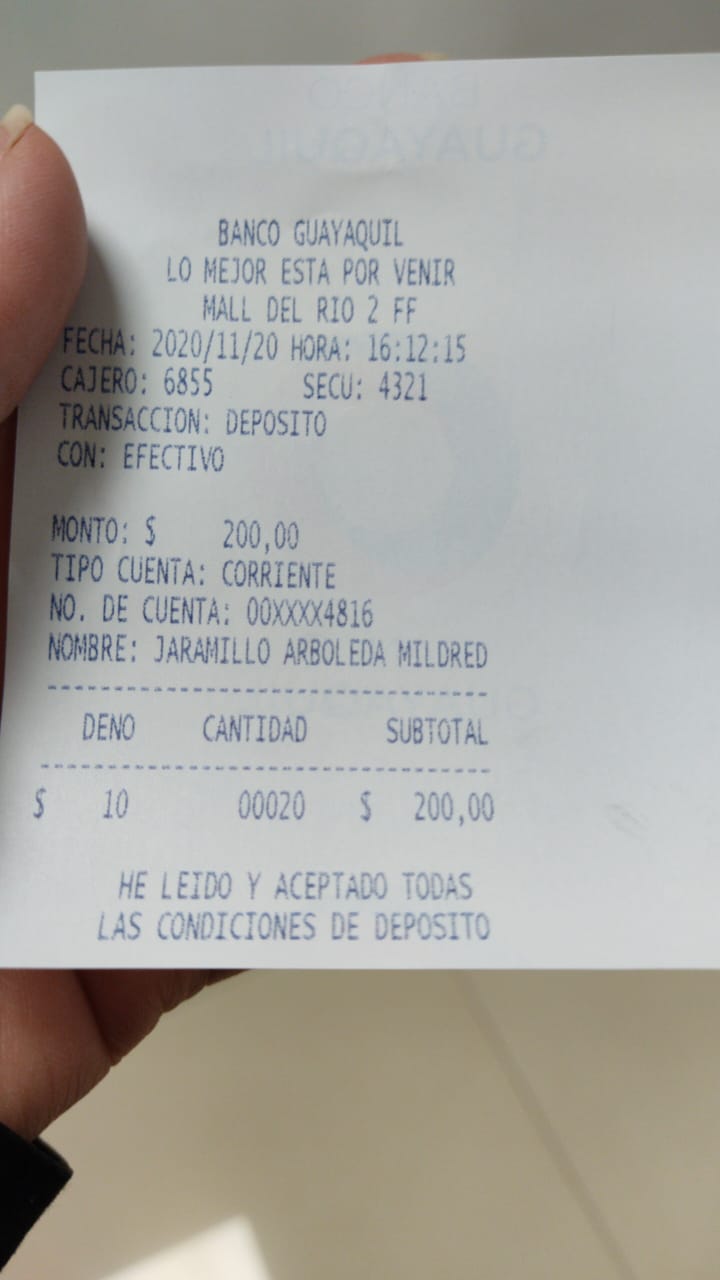 BANCO GUAYAQUIL
LO MEJOR ESTA POR VENIR
MALL DEL RIO 2 FF
FECHA: 2020/11/20 HORA: 16:12:15
CAJERO: 6855 SECU: 4321
TRANSACCION: DEPOSITO
CON: EFECTIVO
MONTO: $ 200,00
TIPO CUENTA: CORRIENTE
NO. DE CUENTA: 00XXXX4816
NOMBRE: JARAMILLO ARBOLEDA MILDRED
--------------------------------
DENO CANTIDAD SUBTOTAL
--------------------------------
$ 10 00020 $ 200,00
HE LEIDO Y ACEPTADO TODAS
LAS CONDICIONES DE DEPOSITO